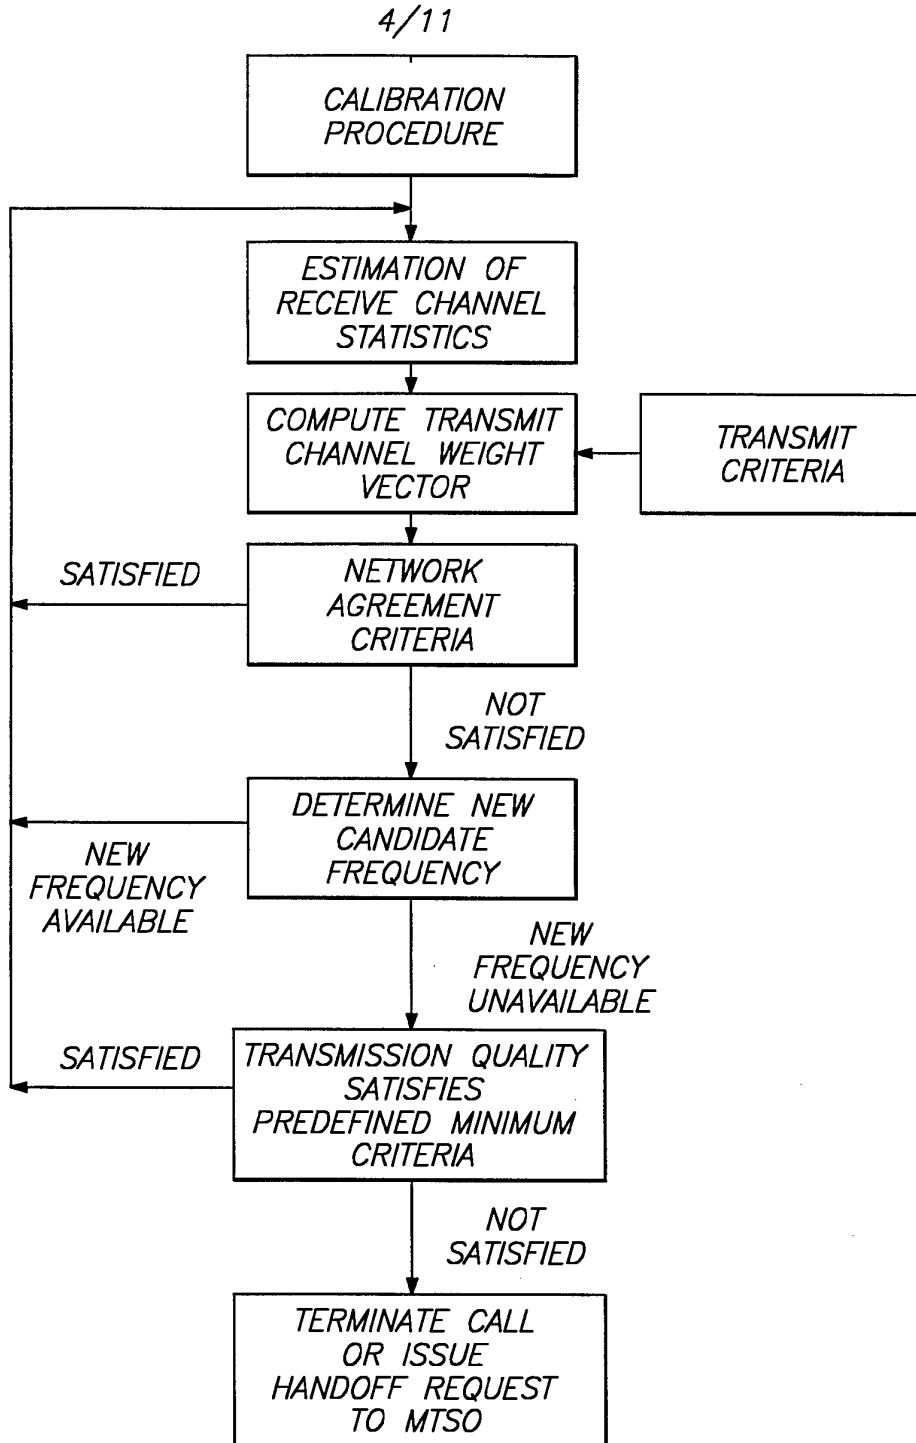 4/11
CALIBRATION
PROCEDURE
ESTIMATION OF
RECEIVE CHANNEL
STATISTICS
COMPUTE TRANSMIT
CHANNEL WEIGHT
VECTOR
TRANSMIT
CRITERIA
SATISFIED
NETWORK
AGREEMENT
CRITERIA
NOT
SATISFIED
DETERMINE NEW
CANDIDATE
FREQUENCY
NEW
FREQUENCY
AVAILABLE
NEW
FREQUENCY
UNAVAILABLE
SATISFIED
TRANSMISSION QUALITY
SATISFIES
PREDEFINED MINIMUM
CRITERIA
NOT
SATISFIED
TERMINATE CALL
OR ISSUE
HANDOFF REQUEST
TO MTSO